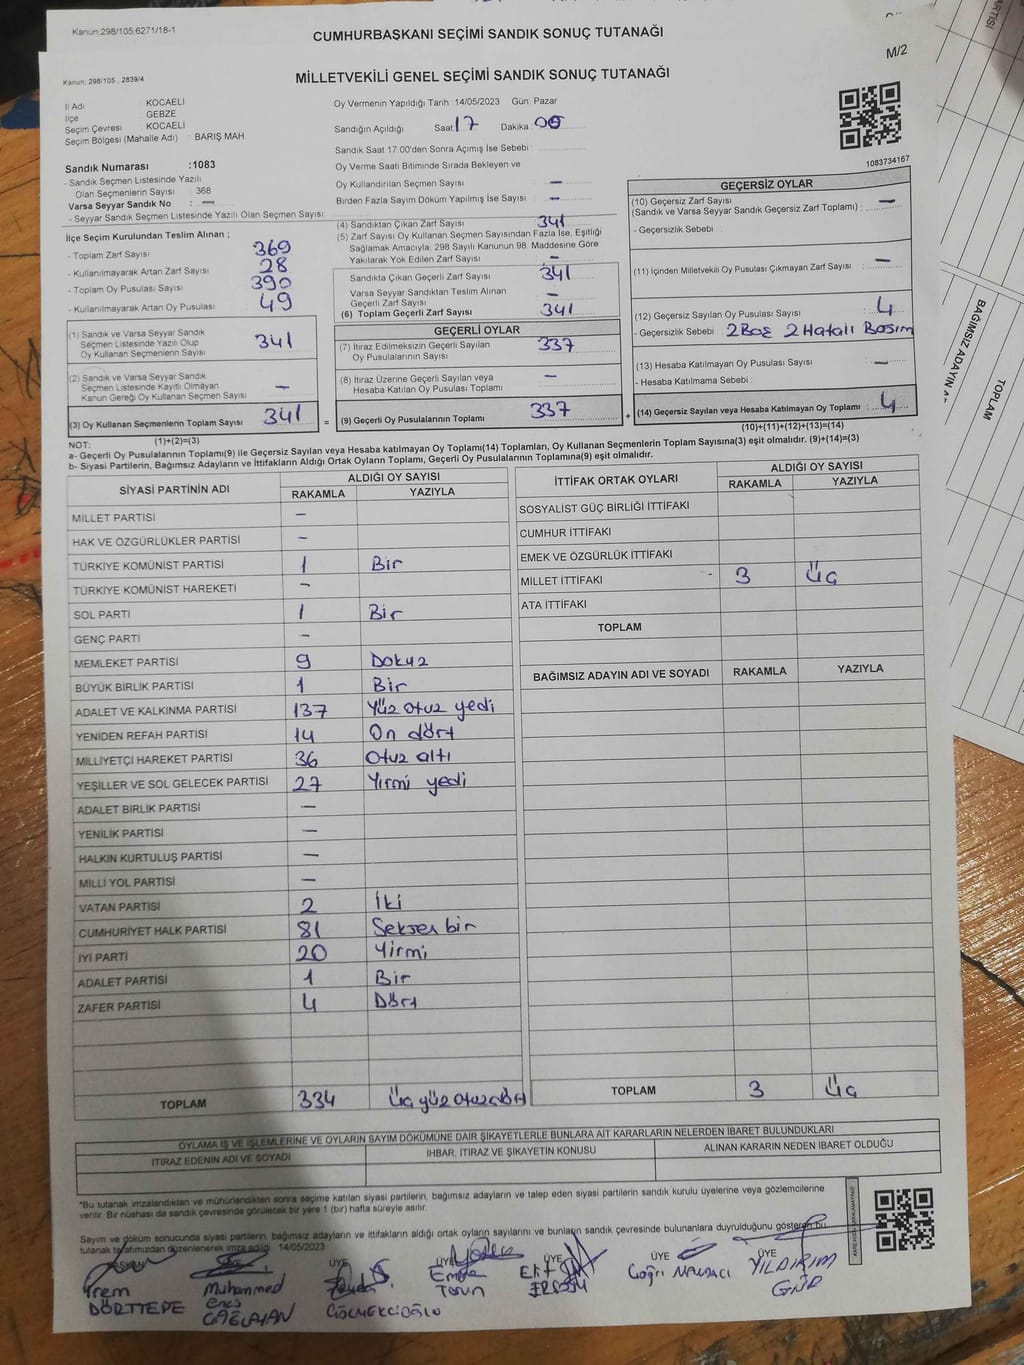 Kanun:298/105;6271/18-1
CUMHURBAŞKANI SEÇİMİ SANDIK SONUÇ TUTANAĞI
M/2
Kanun: 298/105 , 2839/4
MİLLETVEKİLİ GENEL SEÇİMİ SANDIK SONUÇ TUTANAĞI
İl Adı : KOCAELİ
İlçe : GEBZE
Seçim Çevresi : KOCAELİ
Seçim Bölgesi (Mahalle Adı) : BARIŞ MAH.
Oy Vermenin Yapıldığı Tarih :14/05/2023 Gün: Pazar
Sandığın Açıldığı Saat:17 Dakika:00
Sandık Saat 17:00'den Sonra Açımış İse Sebebi :
Oy Verme Saati Bitiminde Sırada Bekleyen ve
Oy Kullandırılan Seçmen Sayısı : —
Birden Fazla Sayım Döküm Yapılmış İse Sayısı : —
1083734167
Sandık Numarası :1083
- Sandık Seçmen Listesinde Yazılı
Olan Seçmenlerin Sayısı : 368
Varsa Seyyar Sandık No : —
- Seyyar Sandık Seçmen Listesinde Yazılı Olan Seçmen Sayısı:
İlçe Seçim Kurulundan Teslim Alınan ;
- Toplam Zarf Sayısı : 369
- Kullanılmayarak Artan Zarf Sayısı : 28
- Toplam Oy Pusulası Sayısı : 390
- Kullanılmayarak Artan Oy Pusulası : 49
(1) Sandık ve Varsa Seyyar Sandık
Seçmen Listesinde Yazılı Olup
Oy Kullanan Seçmenlerin Sayısı : 341
(2) Sandık ve Varsa Seyyar Sandık
Seçmen Listesinde Kayıtlı Olmayan
Kanun Gereği Oy Kullanan Seçmen Sayısı : —
(3) Oy Kullanan Seçmenlerin Toplam Sayısı : 341
(1)+(2)=(3)
(4) Sandıktan Çıkan Zarf Sayısı : 341
(5) Zarf Sayısı Oy Kullanan Seçmen Sayısından Fazla İse, Eşitliği
Sağlamak Amacıyla, 298 Sayılı Kanunun 98. Maddesine Göre
Yakılarak Yok Edilen Zarf Sayısı : —
Sandıkta Çıkan Geçerli Zarf Sayısı : 341
Varsa Seyyar Sandıktan Teslim Alınan
Geçerli Zarf Sayısı : —
(6) Toplam Geçerli Zarf Sayısı : 341
GEÇERLİ OYLAR
(7) İtiraz Edilmeksizin Geçerli Sayılan
Oy Pusulalarının Sayısı : 337
(8) İtiraz Üzerine Geçerli Sayılan veya
Hesaba Katılan Oy Pusulası Toplamı : —
= (9) Geçerli Oy Pusulalarının Toplamı : 337
GEÇERSİZ OYLAR
(10) Geçersiz Zarf Sayısı : —
(Sandık ve Varsa Seyyar Sandık Geçersiz Zarf Toplamı)
- Geçersizlik Sebebi :
(11) İçinden Milletvekili Oy Pusulası Çıkmayan Zarf Sayısı : —
(12) Geçersiz Sayılan Oy Pusulası Sayısı : 4
- Geçersizlik Sebebi : 2 Boş 2 Hatalı Basım
(13) Hesaba Katılmayan Oy Pusulası Sayısı : —
- Hesaba Katılmama Sebebi :
+ (14) Geçersiz Sayılan veya Hesaba Katılmayan Oy Toplamı : 4
(10)+(11)+(12)+(13)=(14)
NOT:
a- Geçerli Oy Pusulalarının Toplamı(9) ile Geçersiz Sayılan veya Hesaba katılmayan Oy Toplamı(14) Toplamları, Oy Kullanan Seçmenlerin Toplam Sayısına(3) eşit olmalıdır. (9)+(14)=(3)
b- Siyasi Partilerin, Bağımsız Adayların ve İttifakların Aldığı Ortak Oyların Toplamı, Geçerli Oy Pusulalarının Toplamına(9) eşit olmalıdır.
SİYASİ PARTİNİN ADI ALDIĞI OY SAYISI
RAKAMLA YAZIYLA
MİLLET PARTİSİ —
HAK VE ÖZGÜRLÜKLER PARTİSİ —
TÜRKİYE KOMÜNİST PARTİSİ 1 Bir
TÜRKİYE KOMÜNİST HAREKETİ —
SOL PARTİ 1 Bir
GENÇ PARTİ —
MEMLEKET PARTİSİ 9 Dokuz
BÜYÜK BİRLİK PARTİSİ 1 Bir
ADALET VE KALKINMA PARTİSİ 137 Yüz otuz yedi
YENİDEN REFAH PARTİSİ 14 On dört
MİLLİYETÇİ HAREKET PARTİSİ 36 Otuz altı
YEŞİLLER VE SOL GELECEK PARTİSİ 27 Yirmi yedi
ADALET BİRLİK PARTİSİ —
YENİLİK PARTİSİ —
HALKIN KURTULUŞ PARTİSİ —
MİLLİ YOL PARTİSİ —
VATAN PARTİSİ 2 İki
CUMHURİYET HALK PARTİSİ 81 Seksen bir
İYİ PARTİ 20 Yirmi
ADALET PARTİSİ 1 Bir
ZAFER PARTİSİ 4 Dört
TOPLAM 334 Üç yüz otuz dört
İTTİFAK ORTAK OYLARI ALDIĞI OY SAYISI
RAKAMLA YAZIYLA
SOSYALİST GÜÇ BİRLİĞİ İTTİFAKI
CUMHUR İTTİFAKI
EMEK VE ÖZGÜRLÜK İTTİFAKI
MİLLET İTTİFAKI 3 Üç
ATA İTTİFAKI
TOPLAM
BAĞIMSIZ ADAYIN ADI VE SOYADI RAKAMLA YAZIYLA
TOPLAM 3 Üç
OYLAMA İŞ VE İŞLEMLERİNE VE OYLARIN SAYIM DÖKÜMÜNE DAİR ŞİKAYETLERLE BUNLARA AİT KARARLARIN NELERDEN İBARET BULUNDUKLARI
İTİRAZ EDENİN ADI VE SOYADI İHBAR, İTİRAZ VE ŞİKAYETİN KONUSU ALINAN KARARIN NEDEN İBARET OLDUĞU
*Bu tutanak imzalandıktan ve mühürlendikten sonra seçime katılan siyasi partilerin, bağımsız adayların ve talep eden siyasi partilerin sandık kurulu üyelerine veya gözlemcilerine
verilir. Bir nüshası da sandık çevresinde görülecek bir yere 1 (bir) hafta süreyle asılır.
Sayım ve döküm sonucunda siyasi partilerin, bağımsız adayların ve ittifakların aldığı ortak oyların sayılarını ve bunların sandık çevresinde bulunanlara duyrulduğunu gösteren bu
tutanak tarafımızdan düzenlenerek imza edildi. 14/05/2023
BAŞKAN ÜYE ÜYE ÜYE ÜYE ÜYE
İrem Muhammed Emine Elif Çağrı YILDIRIM
DÖRTTEPE Enes ÇAĞLAYAN Torun GÜR
BAĞIMSIZ ADAYIN
TOPLAM